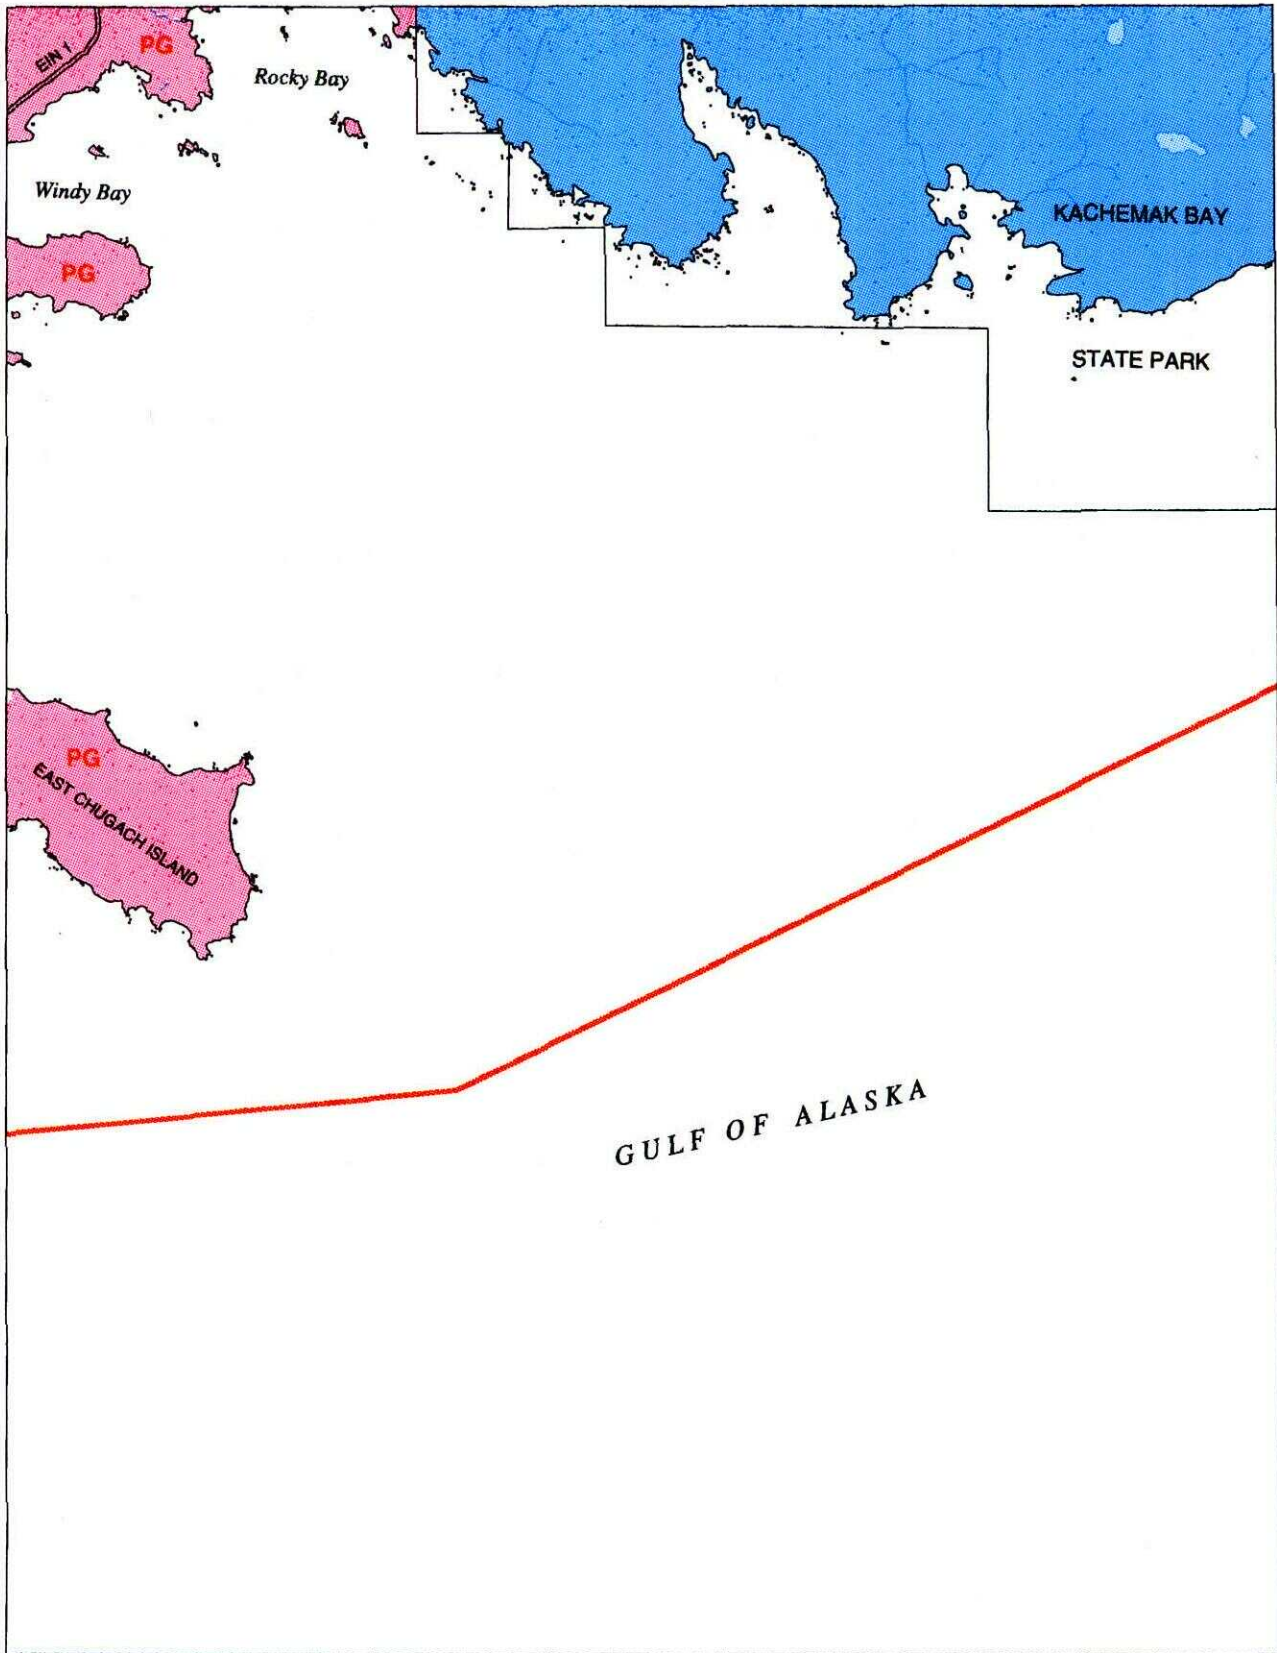 PG
EIN 1
Rocky Bay
Windy Bay
KACHEMAK BAY
PG
STATE PARK
PG
EAST CHUGACH ISLAND
GULF OF ALASKA